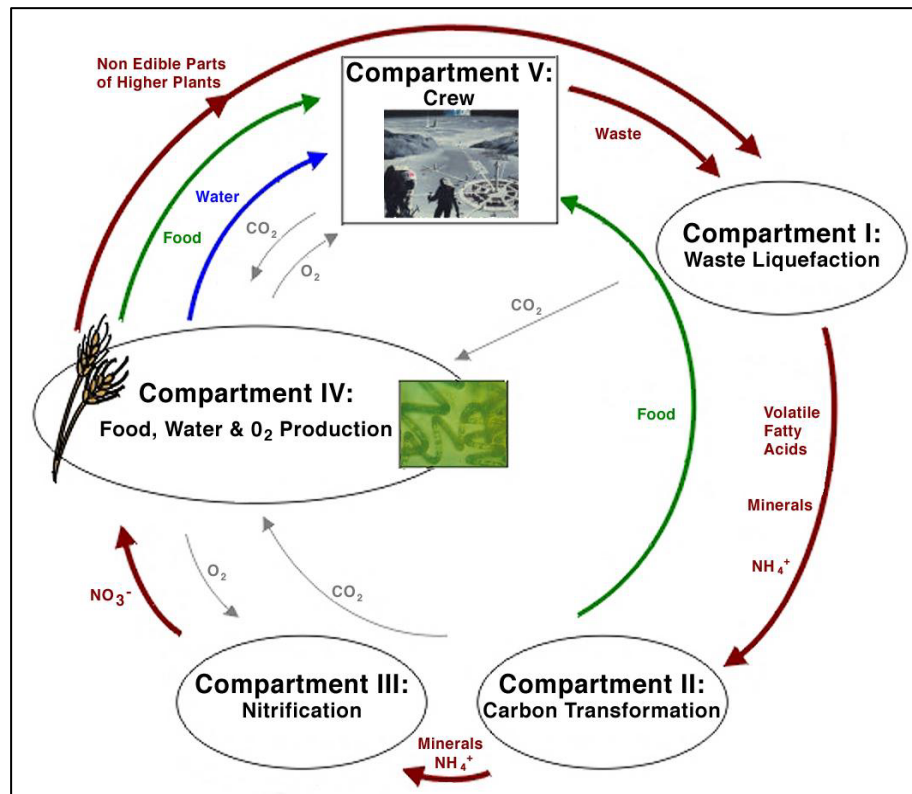 Non Edible Parts
of Higher Plants
Compartment V:
Crew
Waste
Water
Food
CO₂
O₂
Compartment I:
Waste Liquefaction
CO₂
Compartment IV:
Food, Water & 0₂ Production
Food
Volatile
Fatty
Acids
Minerals
NH₄⁺
O₂
CO₂
NO₃⁻
Compartment III:
Nitrification
Compartment II:
Carbon Transformation
Minerals
NH₄⁺